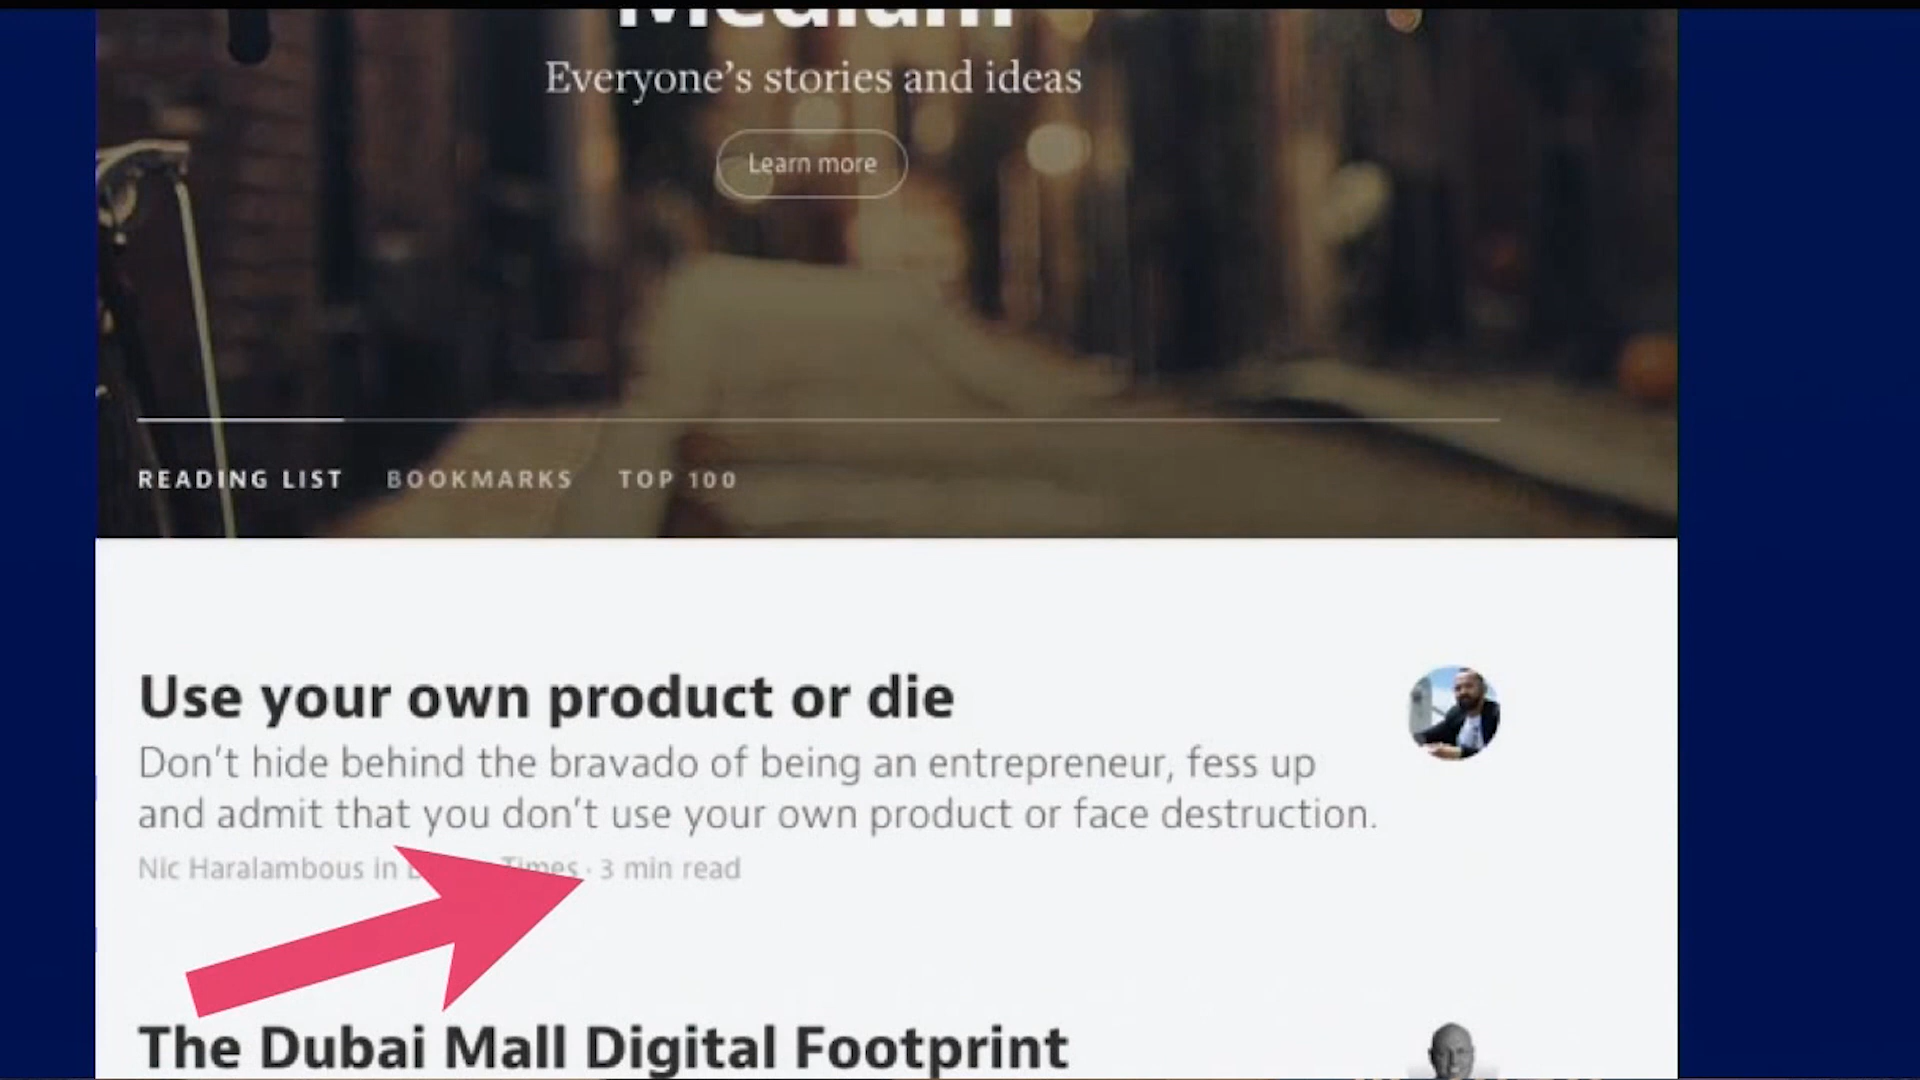 Medium
Everyone’s stories and ideas
Learn more
READING LIST BOOKMARKS TOP 100
Use your own product or die
Don’t hide behind the bravado of being an entrepreneur, fess up
and admit that you don’t use your own product or face destruction.
Nic Haralambous in Times · 3 min read
The Dubai Mall Digital Footprint